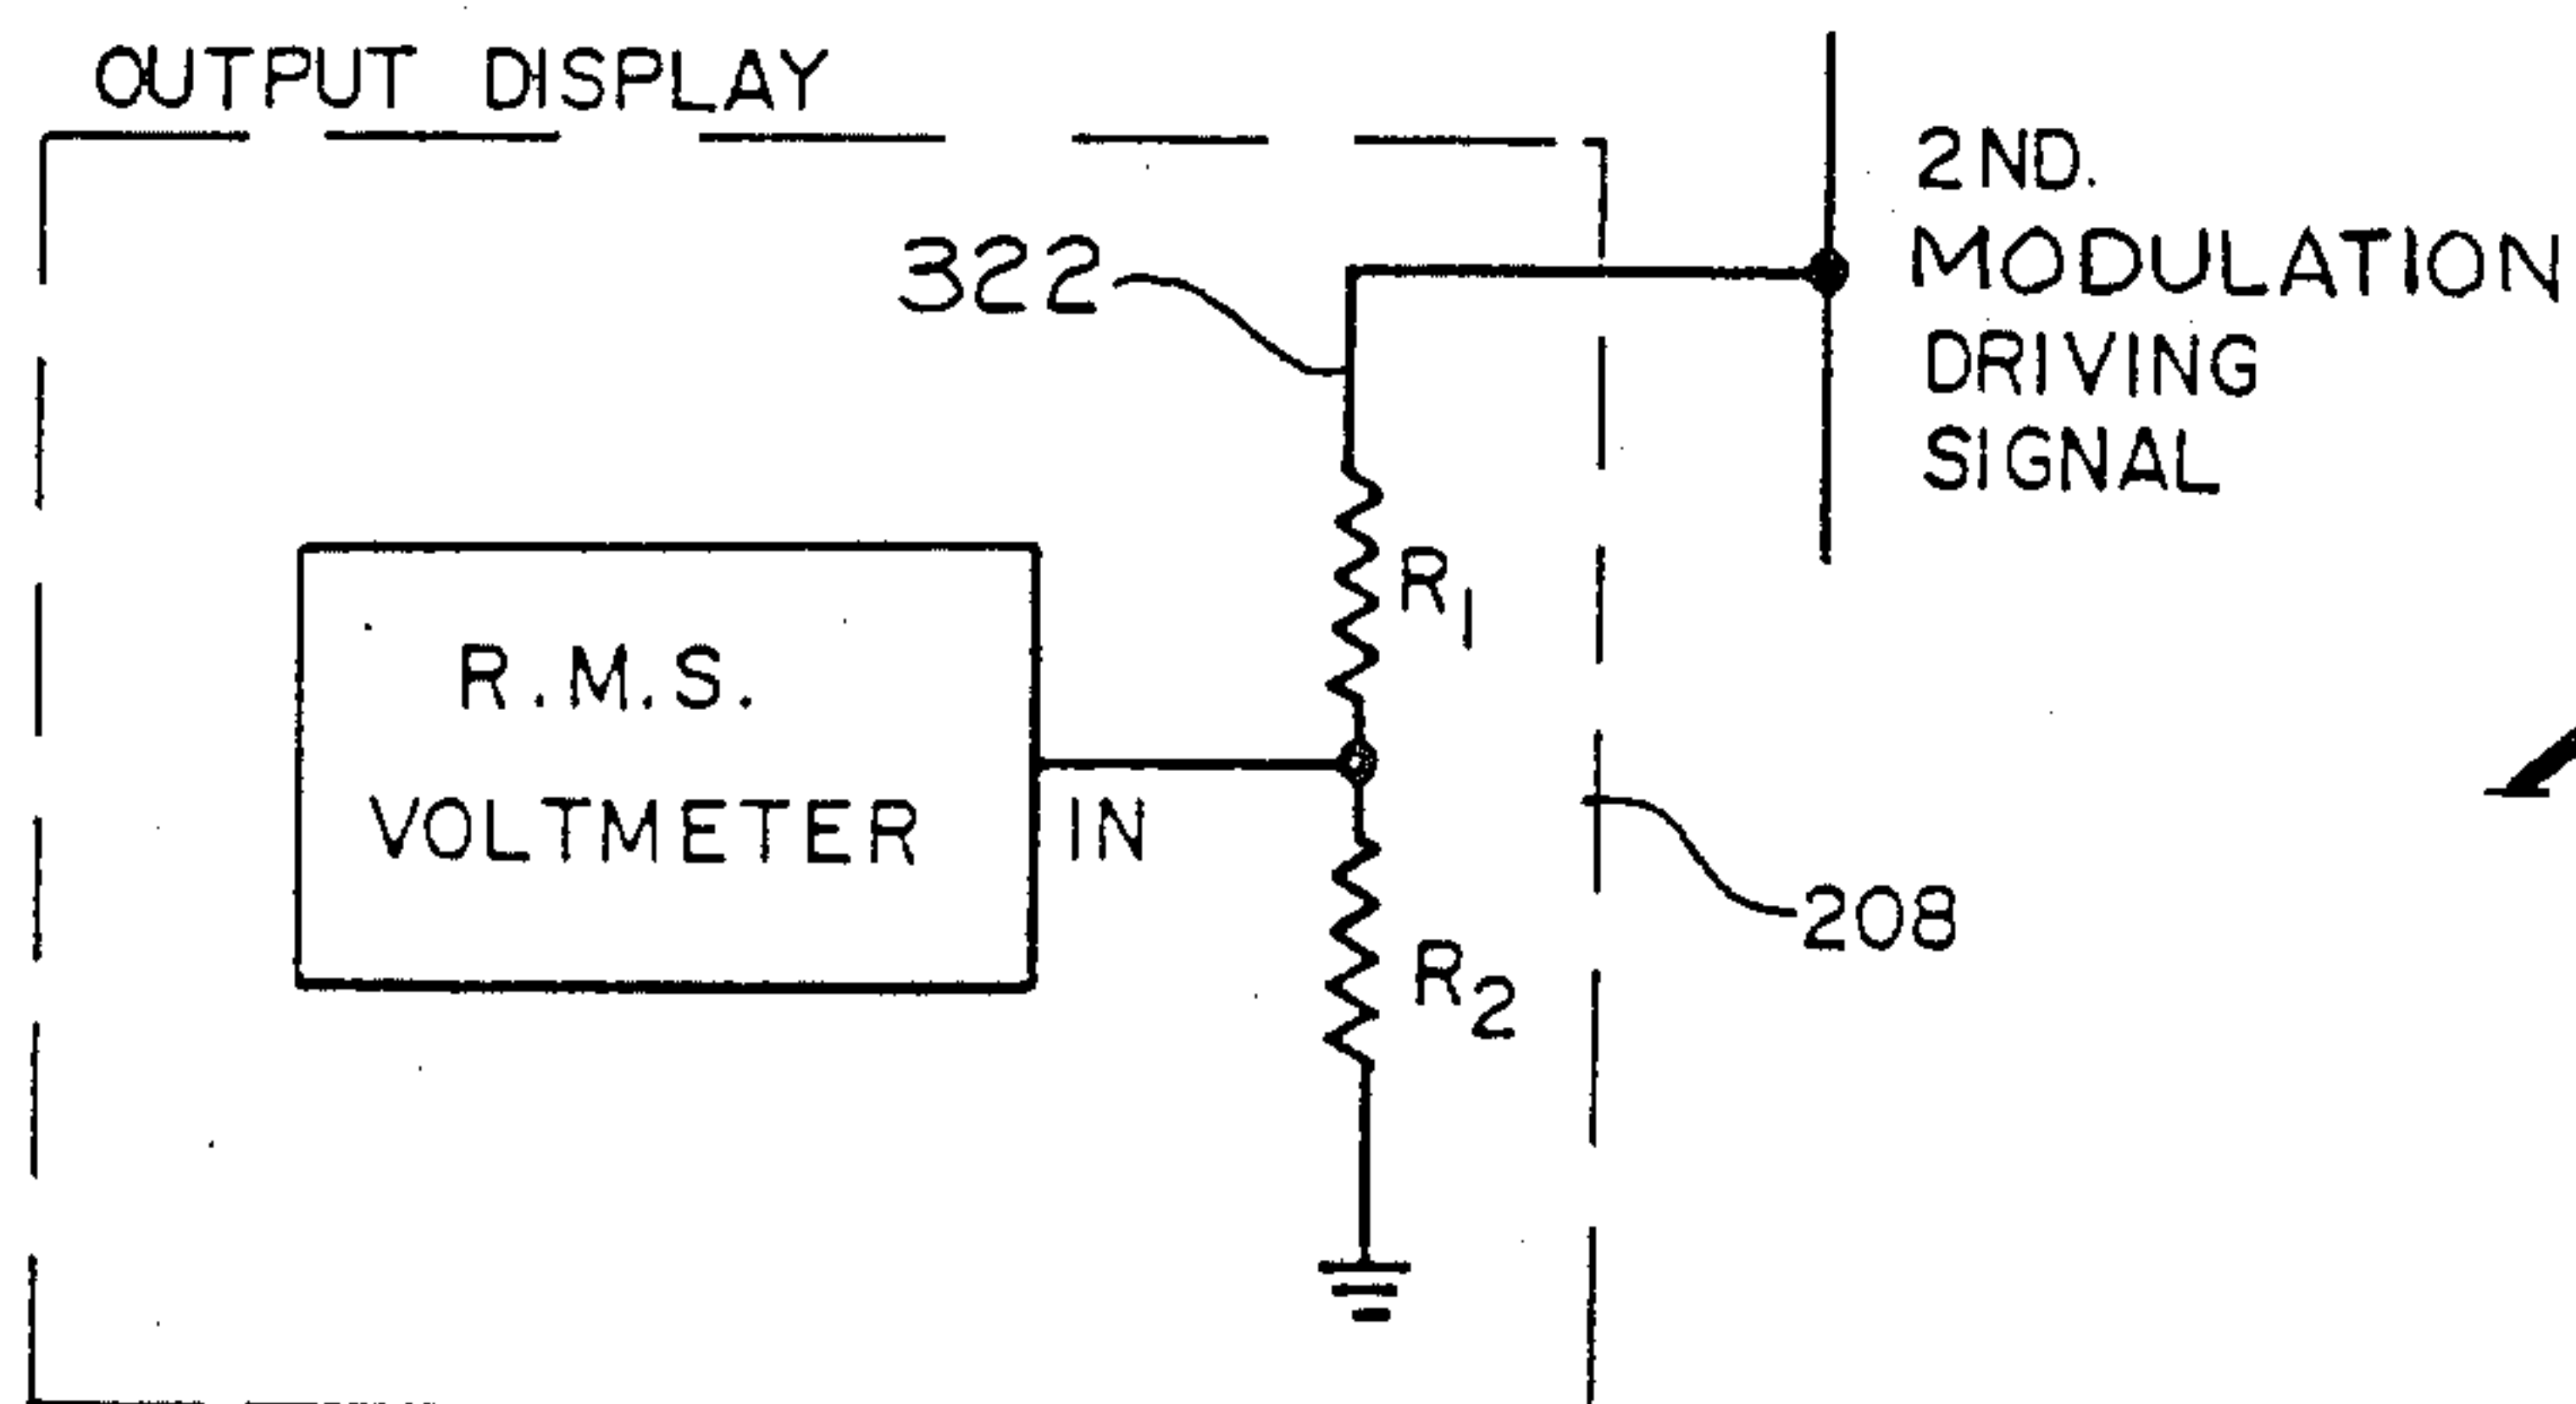 OUTPUT DISPLAY
2ND.
MODULATION
DRIVING
SIGNAL
322
R1
R.M.S.
VOLTMETER
IN
208
R2